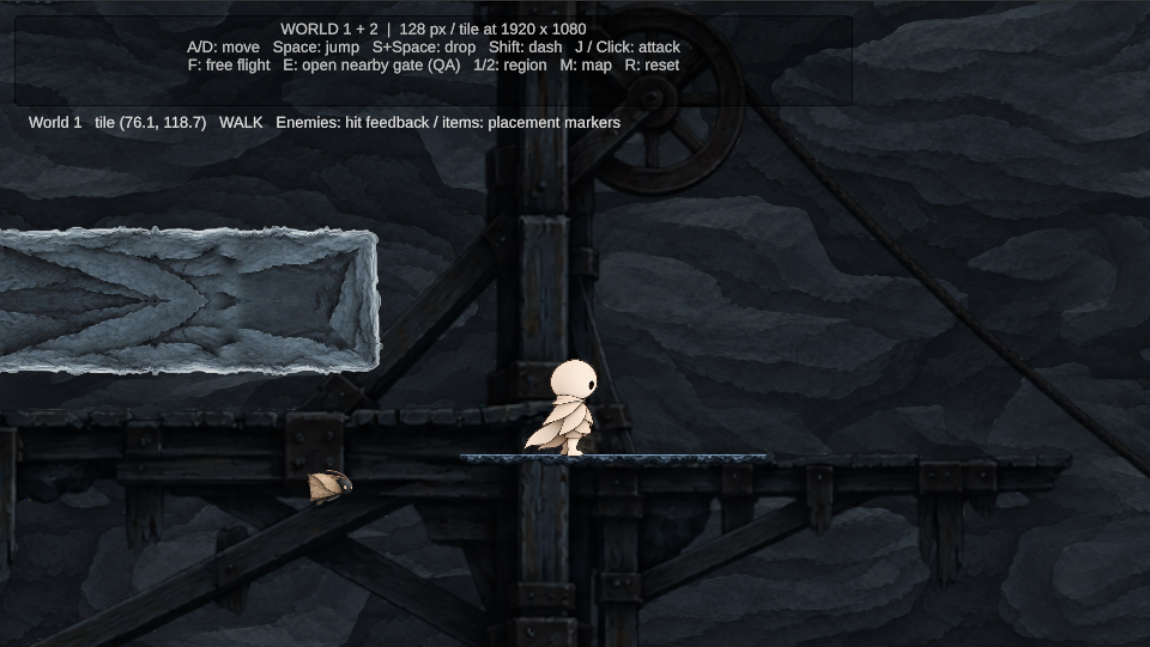 WORLD 1 + 2 | 128 px / tile at 1920 x 1080
A/D: move Space: jump S+Space: drop Shift: dash J / Click: attack
F: free flight E: open nearby gate (QA) 1/2: region M: map R: reset
World 1 tile (76.1, 118.7) WALK Enemies: hit feedback / items: placement markers